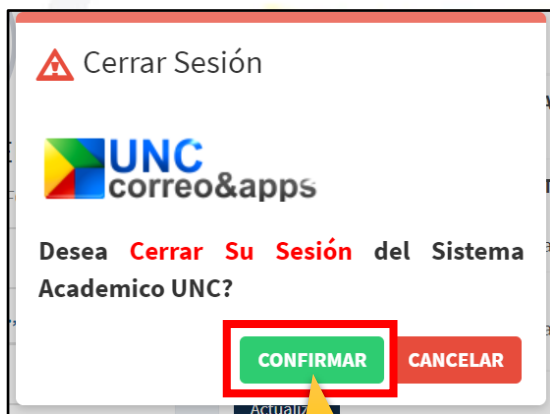 Cerrar Sesión
UNC
correo&apps
Desea Cerrar Su Sesión del Sistema
Academico UNC?
CONFIRMAR
CANCELAR